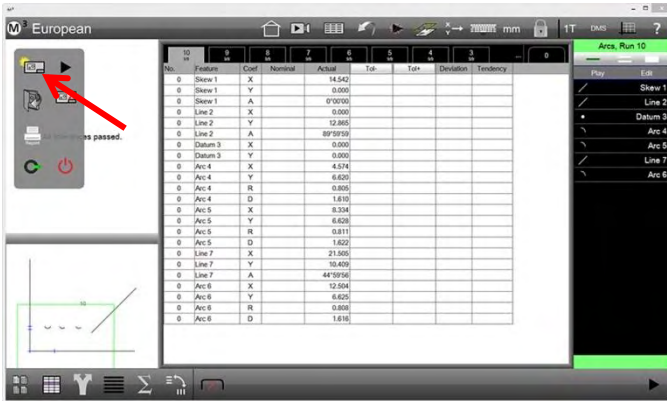 M³ European
mm
1T DMS ?
10 9 8 7 6 5 4 3 ... 0
No. Feature Coef Nominal Actual Tol- Tol+ Deviation Tendency
0 Skew 1 X 14.542
0 Skew 1 Y 0.000
0 Skew 1 A 0°00'00
0 Line 2 X 0.000
0 Line 2 Y 12.865
0 Line 2 A 89°59'59
0 Datum 3 X 0.000
0 Datum 3 Y 0.000
0 Arc 4 X 4.574
0 Arc 4 Y 6.620
0 Arc 4 R 0.805
0 Arc 4 D 1.610
0 Arc 5 X 8.334
0 Arc 5 Y 6.628
0 Arc 5 R 0.811
0 Arc 5 D 1.622
0 Line 7 X 21.505
0 Line 7 Y 10.409
0 Line 7 A 44°59'56
0 Arc 6 X 12.504
0 Arc 6 Y 6.625
0 Arc 6 R 0.808
0 Arc 6 D 1.616
Arcs, Run 10
Play Edit
Skew 1
Line 2
Datum 3
Arc 4
Arc 5
Line 7
Arc 6
Report
passed.
10